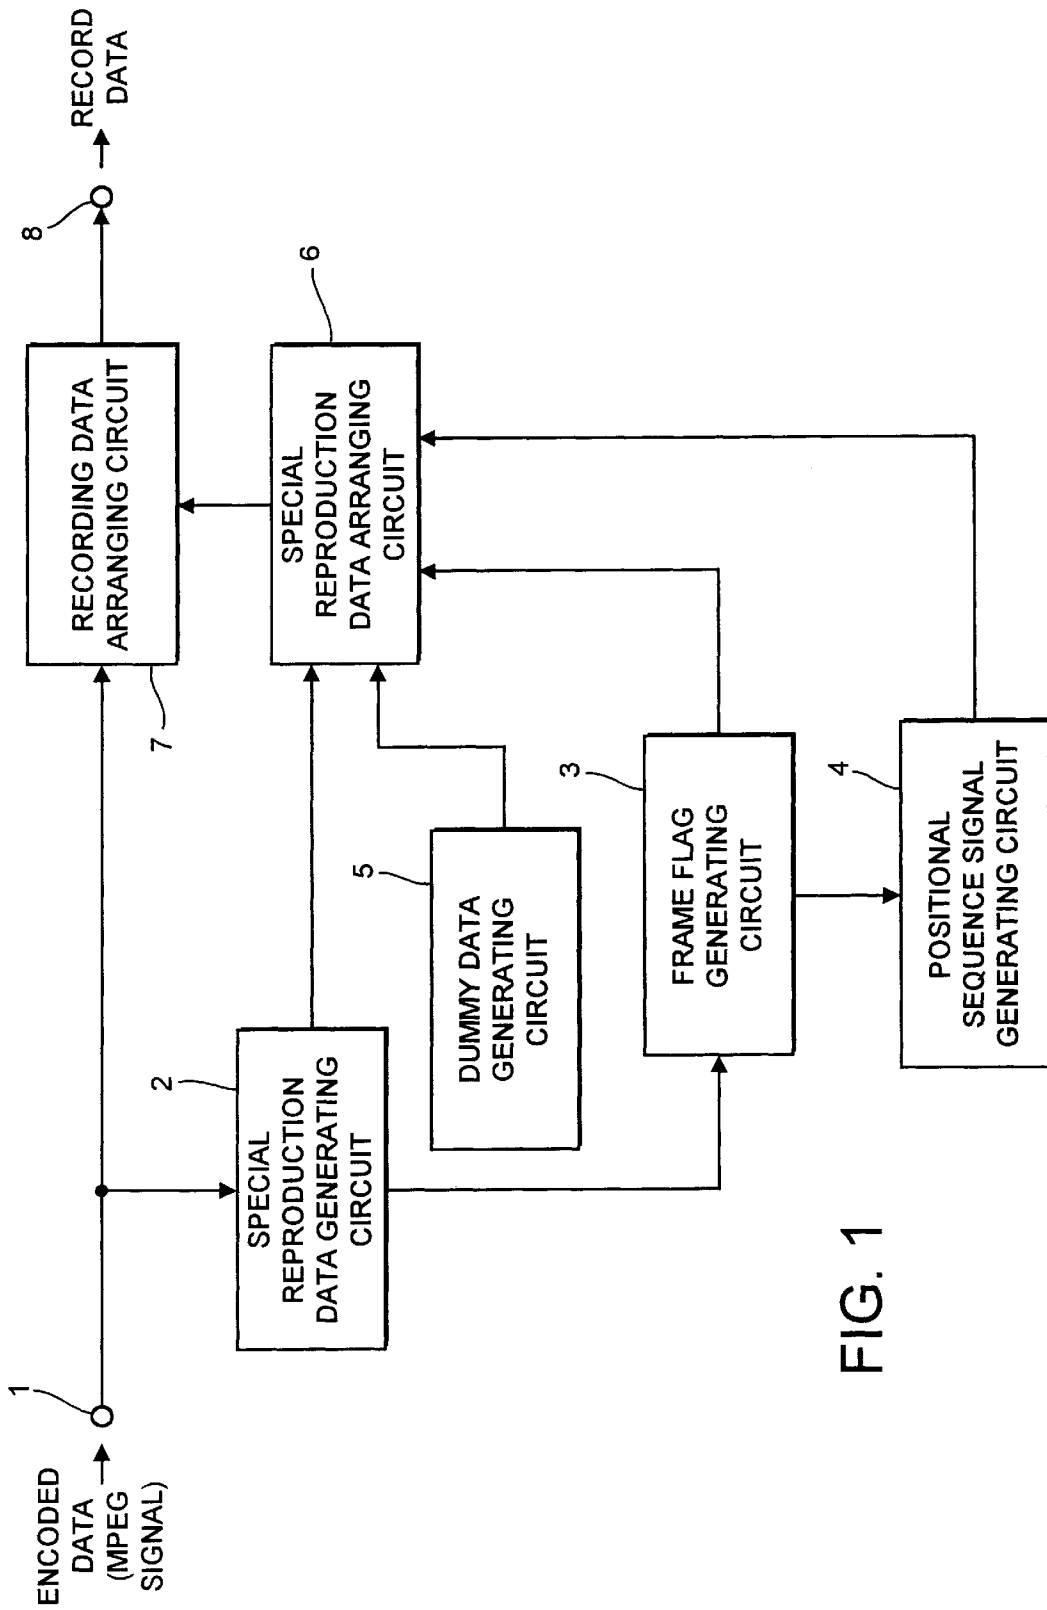 ENCODED
DATA
(MPEG
SIGNAL)
1
RECORDING DATA
ARRANGING CIRCUIT
7
8
RECORD
DATA
2
SPECIAL
REPRODUCTION
DATA GENERATING
CIRCUIT
SPECIAL
REPRODUCTION
DATA ARRANGING
CIRCUIT
6
5
DUMMY DATA
GENERATING
CIRCUIT
3
FRAME FLAG
GENERATING
CIRCUIT
4
POSITIONAL
SEQUENCE SIGNAL
GENERATING CIRCUIT
FIG. 1